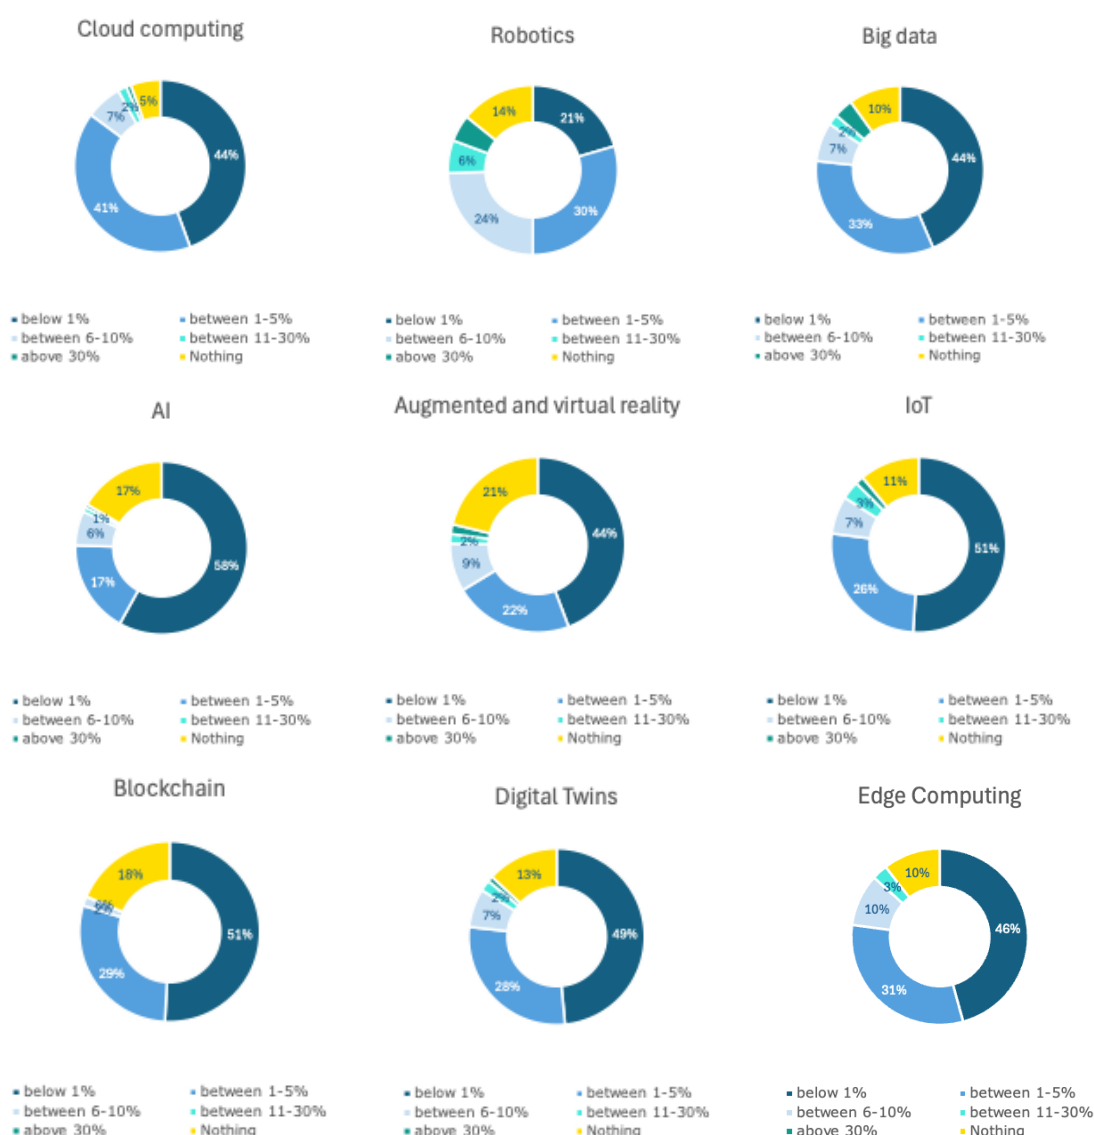 Cloud computing
5%
2%
7%
44%
41%
below 1%
between 1-5%
between 6-10%
between 11-30%
above 30%
Nothing
Robotics
14%
21%
6%
30%
24%
below 1%
between 1-5%
between 6-10%
between 11-30%
above 30%
Nothing
Big data
10%
2%
7%
44%
33%
below 1%
between 1-5%
between 6-10%
between 11-30%
above 30%
Nothing
AI
17%
1%
6%
58%
17%
below 1%
between 1-5%
between 6-10%
between 11-30%
above 30%
Nothing
Augmented and virtual reality
21%
44%
2%
9%
22%
below 1%
between 1-5%
between 6-10%
between 11-30%
above 30%
Nothing
IoT
11%
3%
7%
51%
26%
below 1%
between 1-5%
between 6-10%
between 11-30%
above 30%
Nothing
Blockchain
18%
2%
51%
29%
below 1%
between 1-5%
between 6-10%
between 11-30%
above 30%
Nothing
Digital Twins
13%
2%
7%
49%
28%
below 1%
between 1-5%
between 6-10%
between 11-30%
above 30%
Nothing
Edge Computing
10%
3%
10%
46%
31%
below 1%
between 1-5%
between 6-10%
between 11-30%
above 30%
Nothing